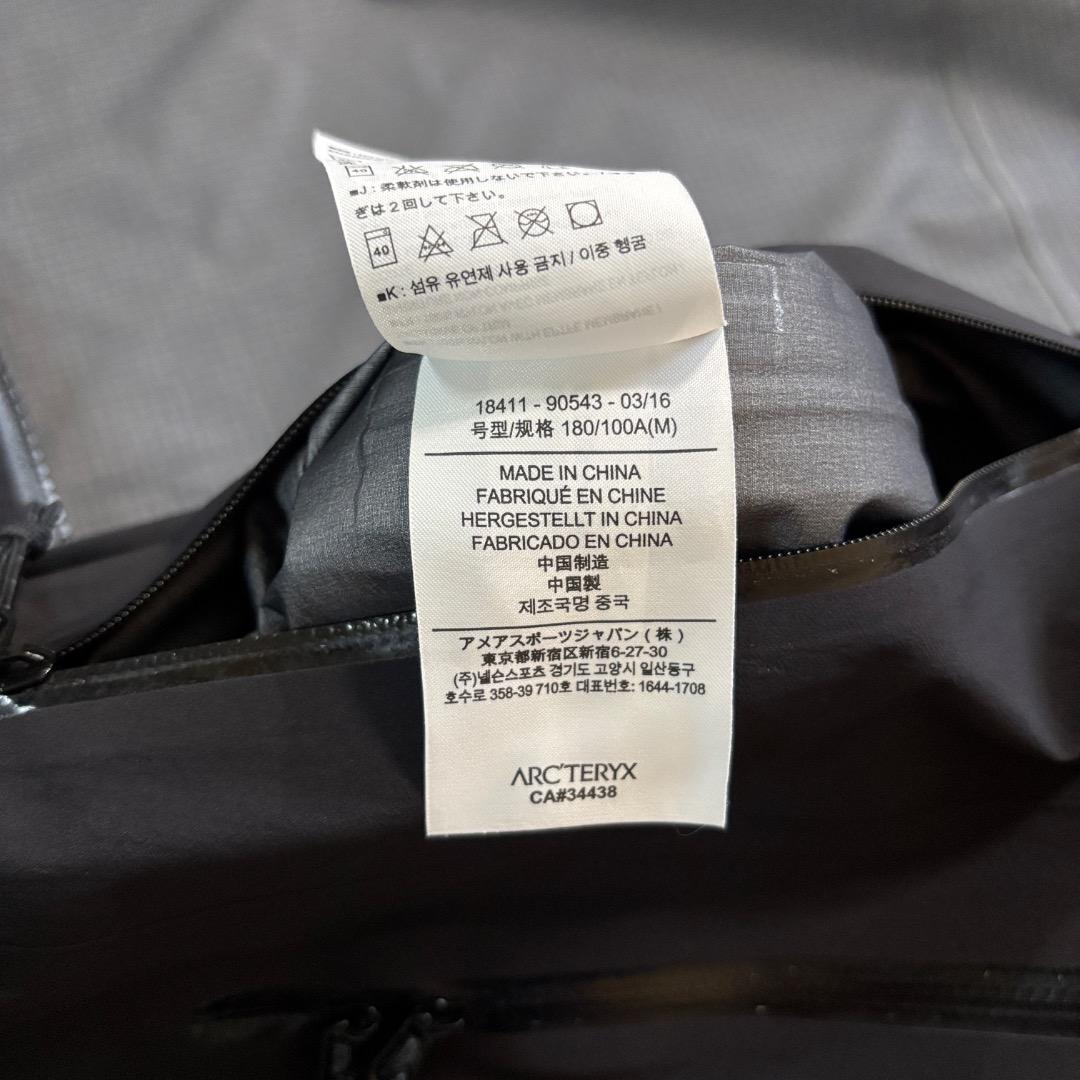 40
■J : 柔軟剤は使用しないで下さい。
ぎは2回して下さい。
40
■K : 섬유 유연제 사용 금지 / 이중 헹굼
18411 - 90543 - 03/16
号型/规格 180/100A(M)
MADE IN CHINA
FABRIQUÉ EN CHINE
HERGESTELLT IN CHINA
FABRICADO EN CHINA
中国制造
中国製
제조국명 중국
アメアスポーツジャパン ( 株 )
東京都新宿区新宿6-27-30
(주)넬슨스포츠 경기도 고양시 일산동구
호수로 358-39 710호 대표번호: 1644-1708
ARC'TERYX
CA#34438